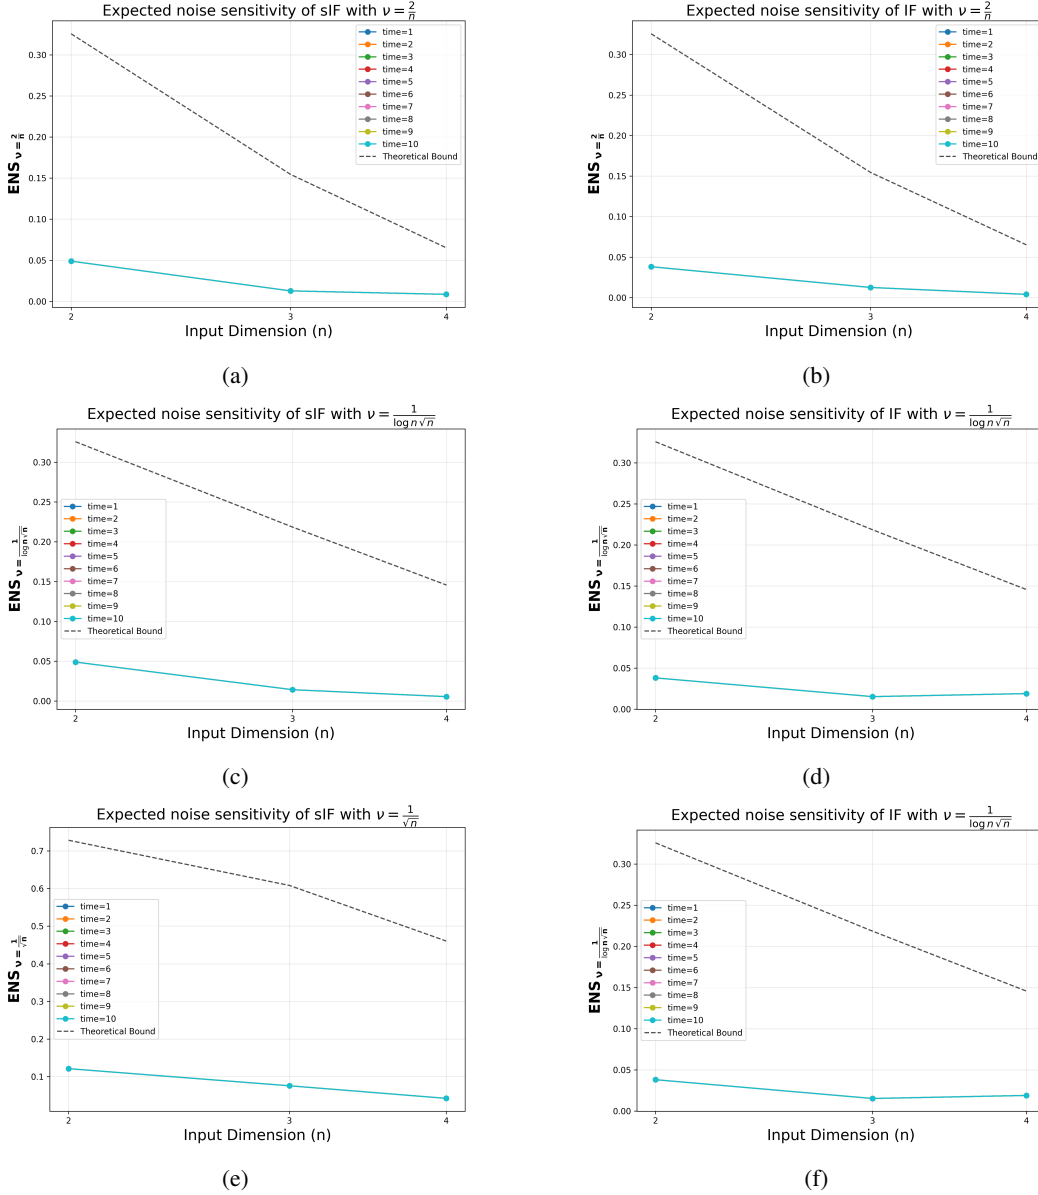 Expected noise sensitivity of sIF with ν = 2/n
ENS ν = 2/n
0.30
0.25
0.20
0.15
0.10
0.05
0.00
time=1
time=2
time=3
time=4
time=5
time=6
time=7
time=8
time=9
time=10
Theoretical Bound
2 3 4
Input Dimension (n)
(a)
Expected noise sensitivity of IF with ν = 2/n
ENS ν = 2/n
0.30
0.25
0.20
0.15
0.10
0.05
0.00
time=1
time=2
time=3
time=4
time=5
time=6
time=7
time=8
time=9
time=10
Theoretical Bound
2 3 4
Input Dimension (n)
(b)
Expected noise sensitivity of sIF with ν = 1/(log n √n)
ENS ν = 1/(log n √n)
0.30
0.25
0.20
0.15
0.10
0.05
0.00
time=1
time=2
time=3
time=4
time=5
time=6
time=7
time=8
time=9
time=10
Theoretical Bound
2 3 4
Input Dimension (n)
(c)
Expected noise sensitivity of IF with ν = 1/(log n √n)
ENS ν = 1/(log n √n)
0.30
0.25
0.20
0.15
0.10
0.05
0.00
time=1
time=2
time=3
time=4
time=5
time=6
time=7
time=8
time=9
time=10
Theoretical Bound
2 3 4
Input Dimension (n)
(d)
Expected noise sensitivity of sIF with ν = 1/√n
ENS ν = 1/√n
0.7
0.6
0.5
0.4
0.3
0.2
0.1
time=1
time=2
time=3
time=4
time=5
time=6
time=7
time=8
time=9
time=10
Theoretical Bound
2 3 4
Input Dimension (n)
(e)
Expected noise sensitivity of IF with ν = 1/(log n √n)
ENS ν = 1/(log n √n)
0.30
0.25
0.20
0.15
0.10
0.05
0.00
time=1
time=2
time=3
time=4
time=5
time=6
time=7
time=8
time=9
time=10
Theoretical Bound
2 3 4
Input Dimension (n)
(f)